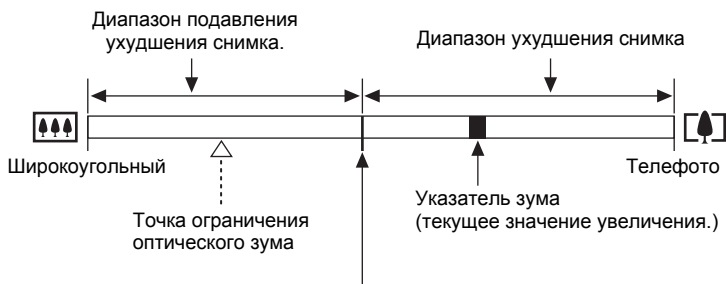 Диапазон подавления
ухудшения снимка.
Диапазон ухудшения снимка
Широкоугольный
Телефото
Точка ограничения
оптического зума
Указатель зума
(текущее значение увеличения.)